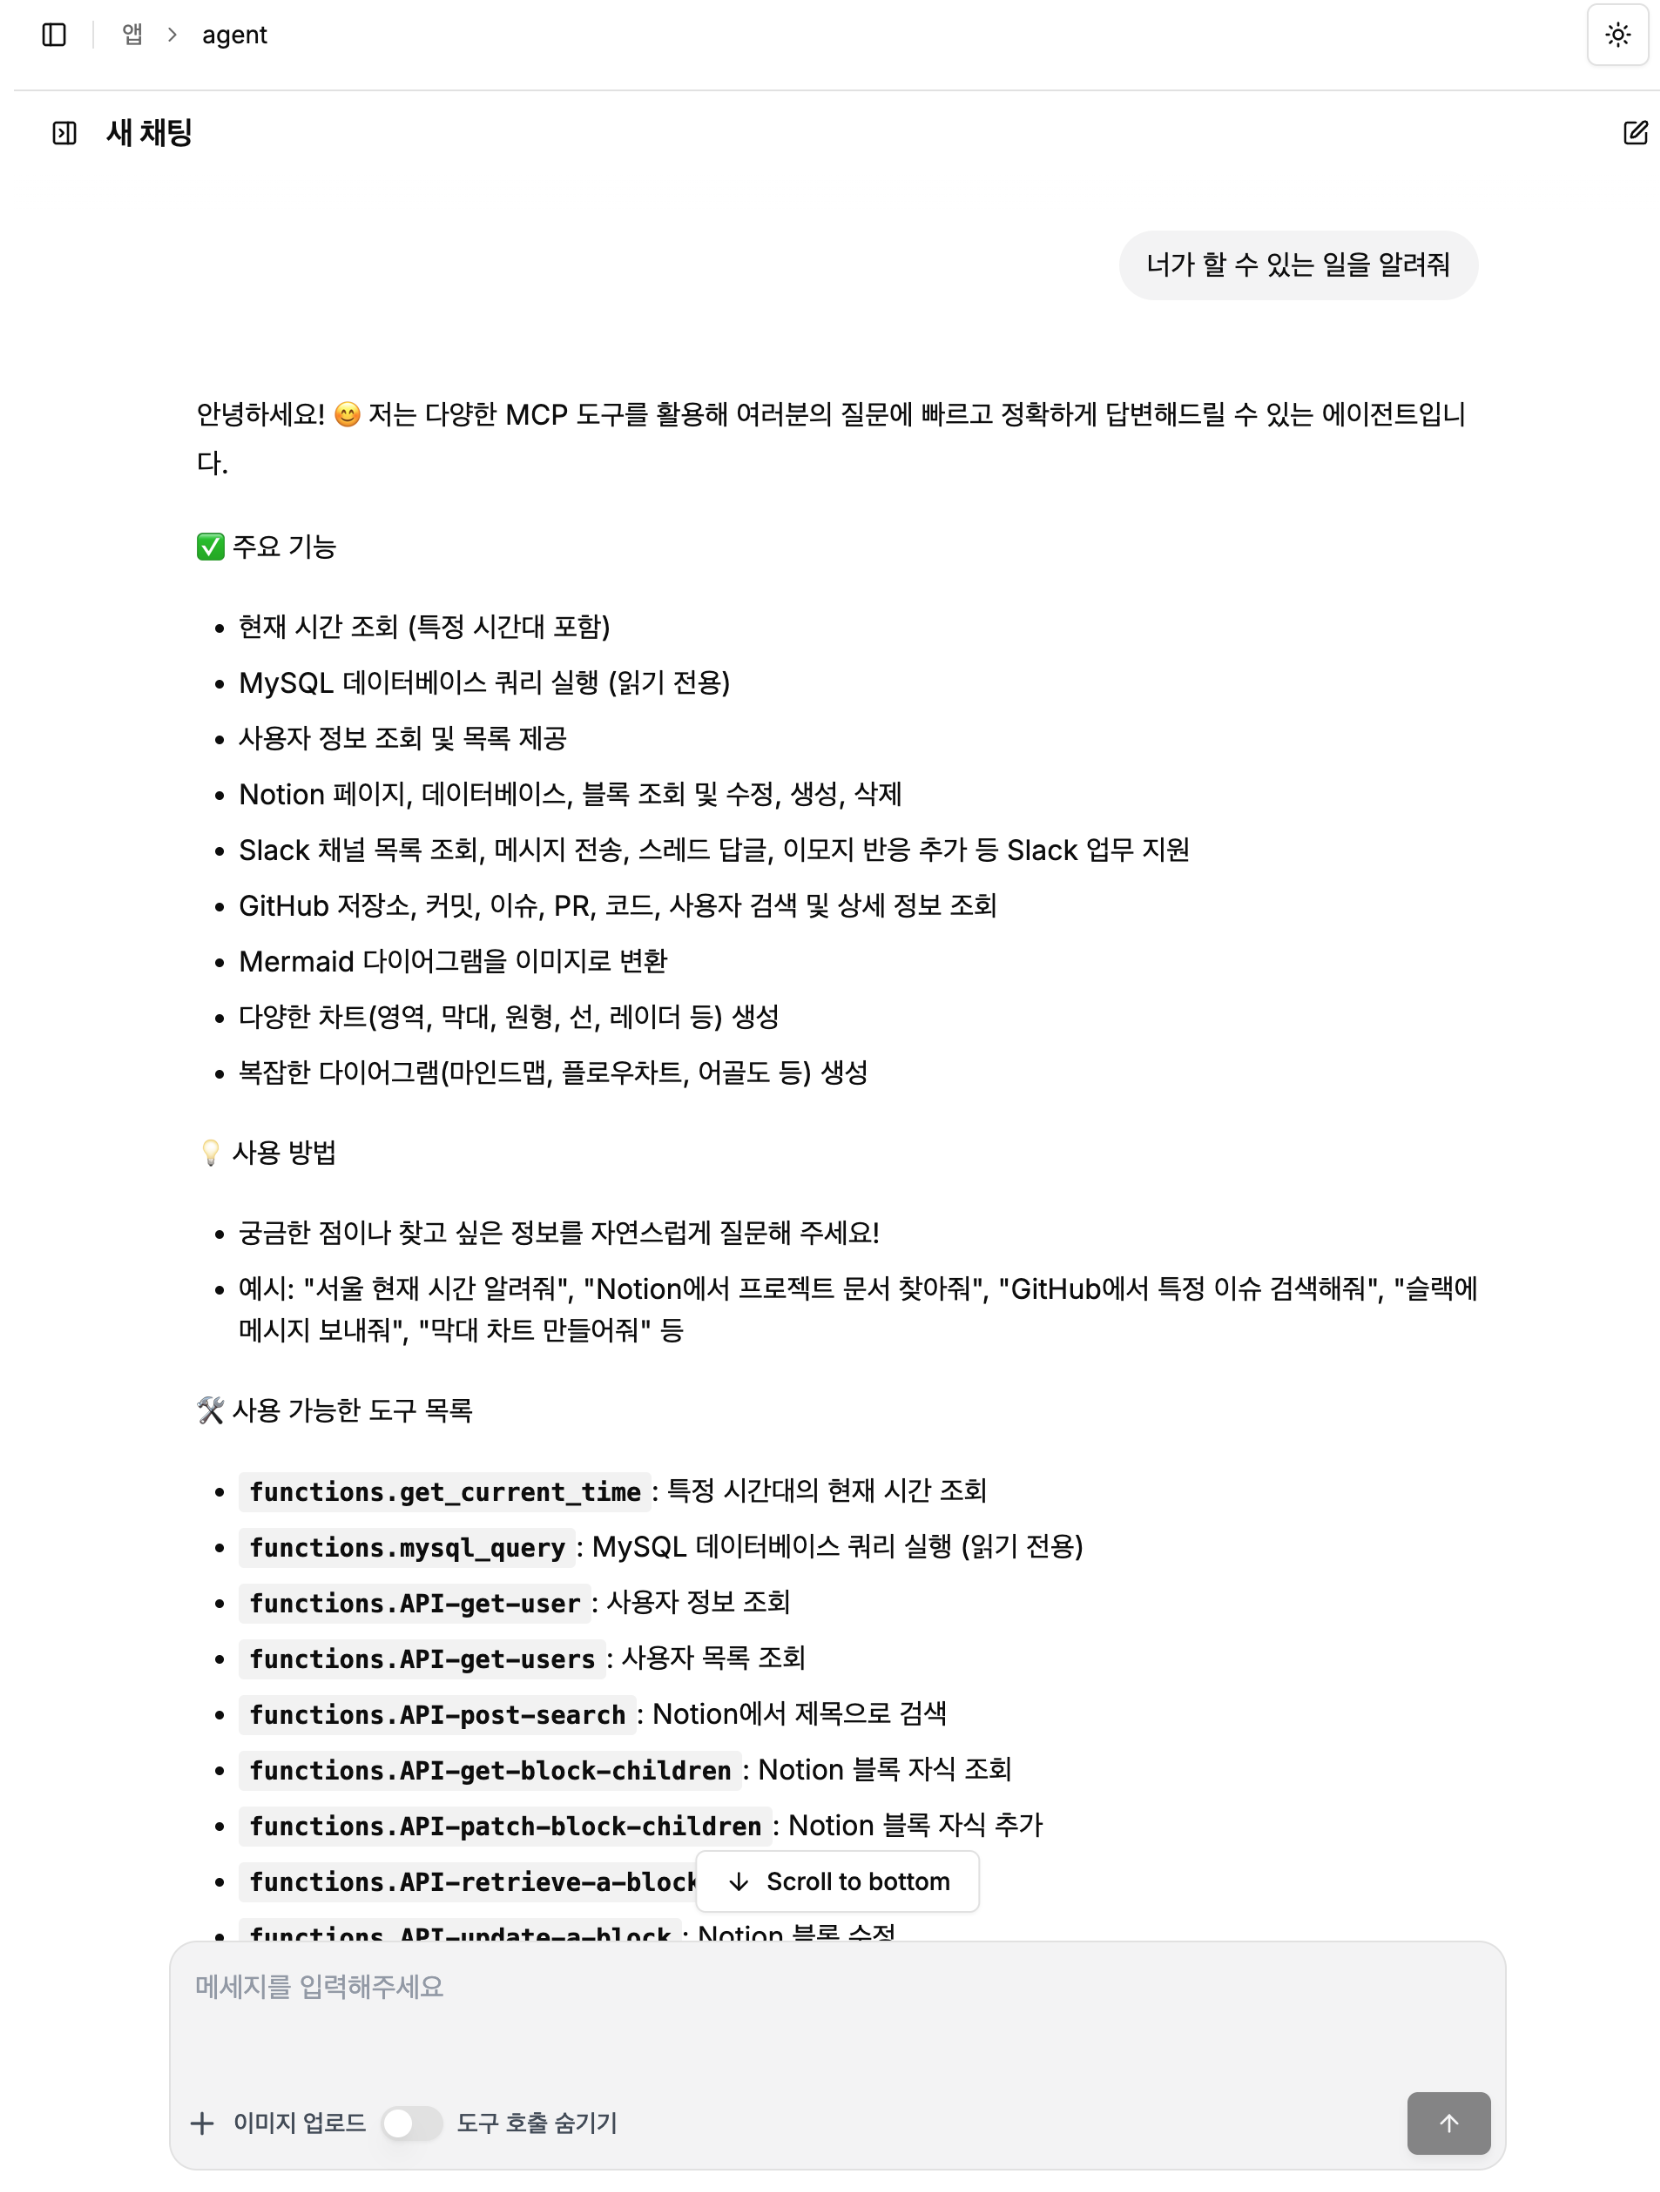 앱 > agent
새 채팅
너가 할 수 있는 일을 알려줘
안녕하세요! 😊 저는 다양한 MCP 도구를 활용해 여러분의 질문에 빠르고 정확하게 답변해드릴 수 있는 에이전트입니
다.
✅ 주요 기능
• 현재 시간 조회 (특정 시간대 포함)
• MySQL 데이터베이스 쿼리 실행 (읽기 전용)
• 사용자 정보 조회 및 목록 제공
• Notion 페이지, 데이터베이스, 블록 조회 및 수정, 생성, 삭제
• Slack 채널 목록 조회, 메시지 전송, 스레드 답글, 이모지 반응 추가 등 Slack 업무 지원
• GitHub 저장소, 커밋, 이슈, PR, 코드, 사용자 검색 및 상세 정보 조회
• Mermaid 다이어그램을 이미지로 변환
• 다양한 차트(영역, 막대, 원형, 선, 레이더 등) 생성
• 복잡한 다이어그램(마인드맵, 플로우차트, 어골도 등) 생성
💡 사용 방법
• 궁금한 점이나 찾고 싶은 정보를 자연스럽게 질문해 주세요!
• 예시: "서울 현재 시간 알려줘", "Notion에서 프로젝트 문서 찾아줘", "GitHub에서 특정 이슈 검색해줘", "슬랙에
메시지 보내줘", "막대 차트 만들어줘" 등
🛠️ 사용 가능한 도구 목록
• functions.get_current_time : 특정 시간대의 현재 시간 조회
• functions.mysql_query : MySQL 데이터베이스 쿼리 실행 (읽기 전용)
• functions.API-get-user : 사용자 정보 조회
• functions.API-get-users : 사용자 목록 조회
• functions.API-post-search : Notion에서 제목으로 검색
• functions.API-get-block-children : Notion 블록 자식 조회
• functions.API-patch-block-children : Notion 블록 자식 추가
• functions.API-retrieve-a-block
Scroll to bottom
• functions.API-update-a-block : Notion 블록 수정
메세지를 입력해주세요
이미지 업로드 도구 호출 숨기기